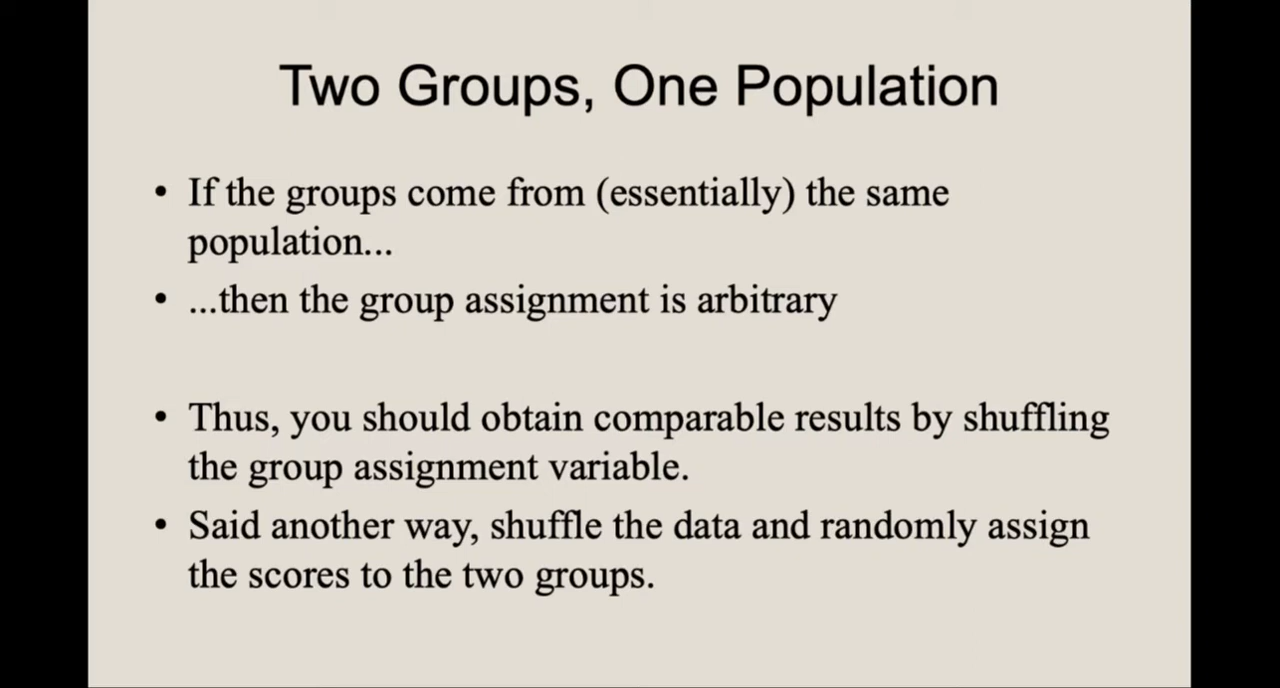 Two Groups, One Population
• If the groups come from (essentially) the same
population...
• ...then the group assignment is arbitrary
• Thus, you should obtain comparable results by shuffling
the group assignment variable.
• Said another way, shuffle the data and randomly assign
the scores to the two groups.